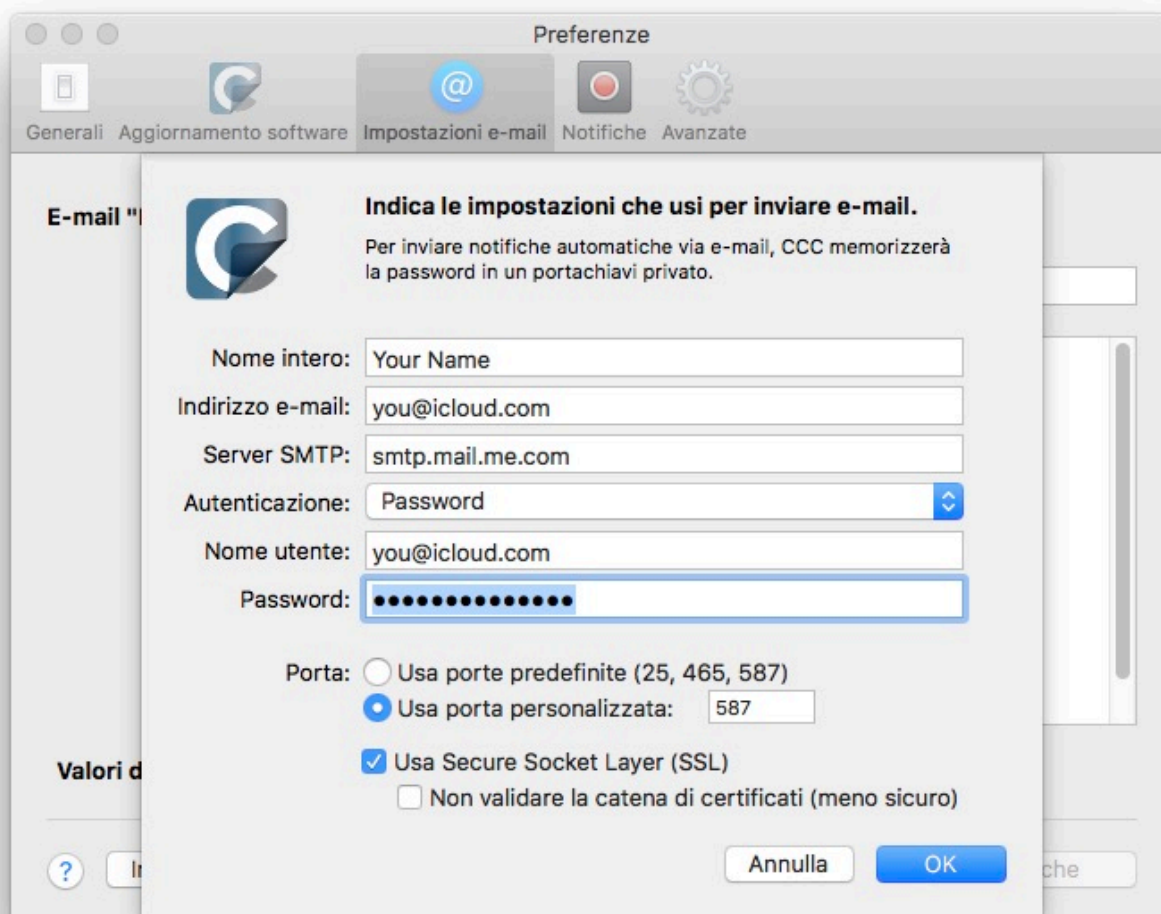 Preferenze
Generali Aggiornamento software Impostazioni e-mail Notifiche Avanzate
E-mail "
Indica le impostazioni che usi per inviare e-mail.
Per inviare notifiche automatiche via e-mail, CCC memorizzerà
la password in un portachiavi privato.
Nome intero: Your Name
Indirizzo e-mail: you@icloud.com
Server SMTP: smtp.mail.me.com
Autenticazione: Password
Nome utente: you@icloud.com
Password: ••••••••••••••
Porta: Usa porte predefinite (25, 465, 587)
Usa porta personalizzata: 587
Valori d
Usa Secure Socket Layer (SSL)
Non validare la catena di certificati (meno sicuro)
? Annulla OK che